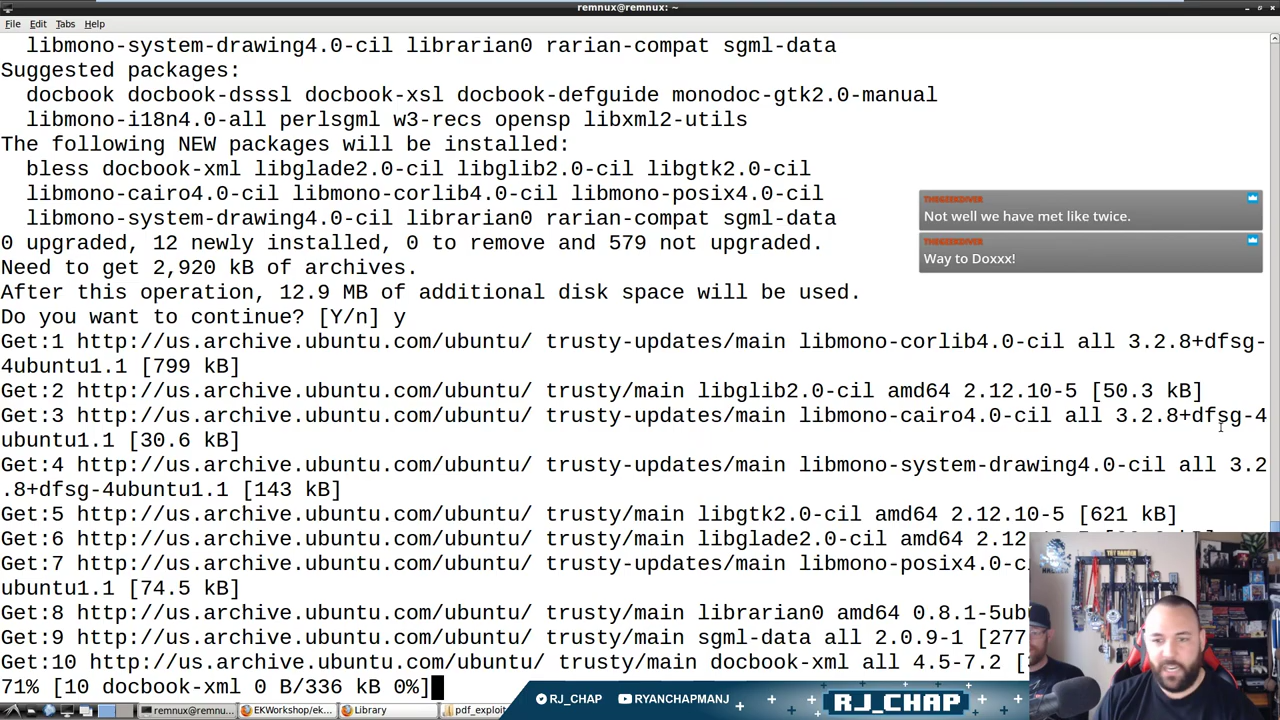 remnux@remnux: ~
File Edit Tabs Help
libmono-system-drawing4.0-cil librarian0 rarian-compat sgml-data
Suggested packages:
docbook docbook-dsssl docbook-xsl docbook-defguide monodoc-gtk2.0-manual
libmono-i18n4.0-all perlsgml w3-recs opensp libxml2-utils
The following NEW packages will be installed:
bless docbook-xml libglade2.0-cil libglib2.0-cil libgtk2.0-cil
libmono-cairo4.0-cil libmono-corlib4.0-cil libmono-posix4.0-cil
libmono-system-drawing4.0-cil librarian0 rarian-compat sgml-data
0 upgraded, 12 newly installed, 0 to remove and 579 not upgraded.
Need to get 2,920 kB of archives.
After this operation, 12.9 MB of additional disk space will be used.
Do you want to continue? [Y/n] y
THEGEEKDIVER
Not well we have met like twice.
THEGEEKDIVER
Way to Doxxx!
Get:1 http://us.archive.ubuntu.com/ubuntu/ trusty-updates/main libmono-corlib4.0-cil all 3.2.8+dfsg-
4ubuntu1.1 [799 kB]
Get:2 http://us.archive.ubuntu.com/ubuntu/ trusty/main libglib2.0-cil amd64 2.12.10-5 [50.3 kB]
Get:3 http://us.archive.ubuntu.com/ubuntu/ trusty-updates/main libmono-cairo4.0-cil all 3.2.8+dfsg-4
ubuntu1.1 [30.6 kB]
Get:4 http://us.archive.ubuntu.com/ubuntu/ trusty-updates/main libmono-system-drawing4.0-cil all 3.2
.8+dfsg-4ubuntu1.1 [143 kB]
Get:5 http://us.archive.ubuntu.com/ubuntu/ trusty/main libgtk2.0-cil amd64 2.12.10-5 [621 kB]
Get:6 http://us.archive.ubuntu.com/ubuntu/ trusty/main libglade2.0-cil amd64 2.12
Get:7 http://us.archive.ubuntu.com/ubuntu/ trusty-updates/main libmono-posix4.0-c
ubuntu1.1 [74.5 kB]
Get:8 http://us.archive.ubuntu.com/ubuntu/ trusty/main librarian0 amd64 0.8.1-5ub
Get:9 http://us.archive.ubuntu.com/ubuntu/ trusty/main sgml-data all 2.0.9-1 [277
Get:10 http://us.archive.ubuntu.com/ubuntu/ trusty/main docbook-xml all 4.5-7.2 [
71% [10 docbook-xml 0 B/336 kB 0%]
RJ_CHAP RYANCHAPMANJ RJ_CHAP
remnux@remnu... EKWorkshop/ek... Library pdf_exploit